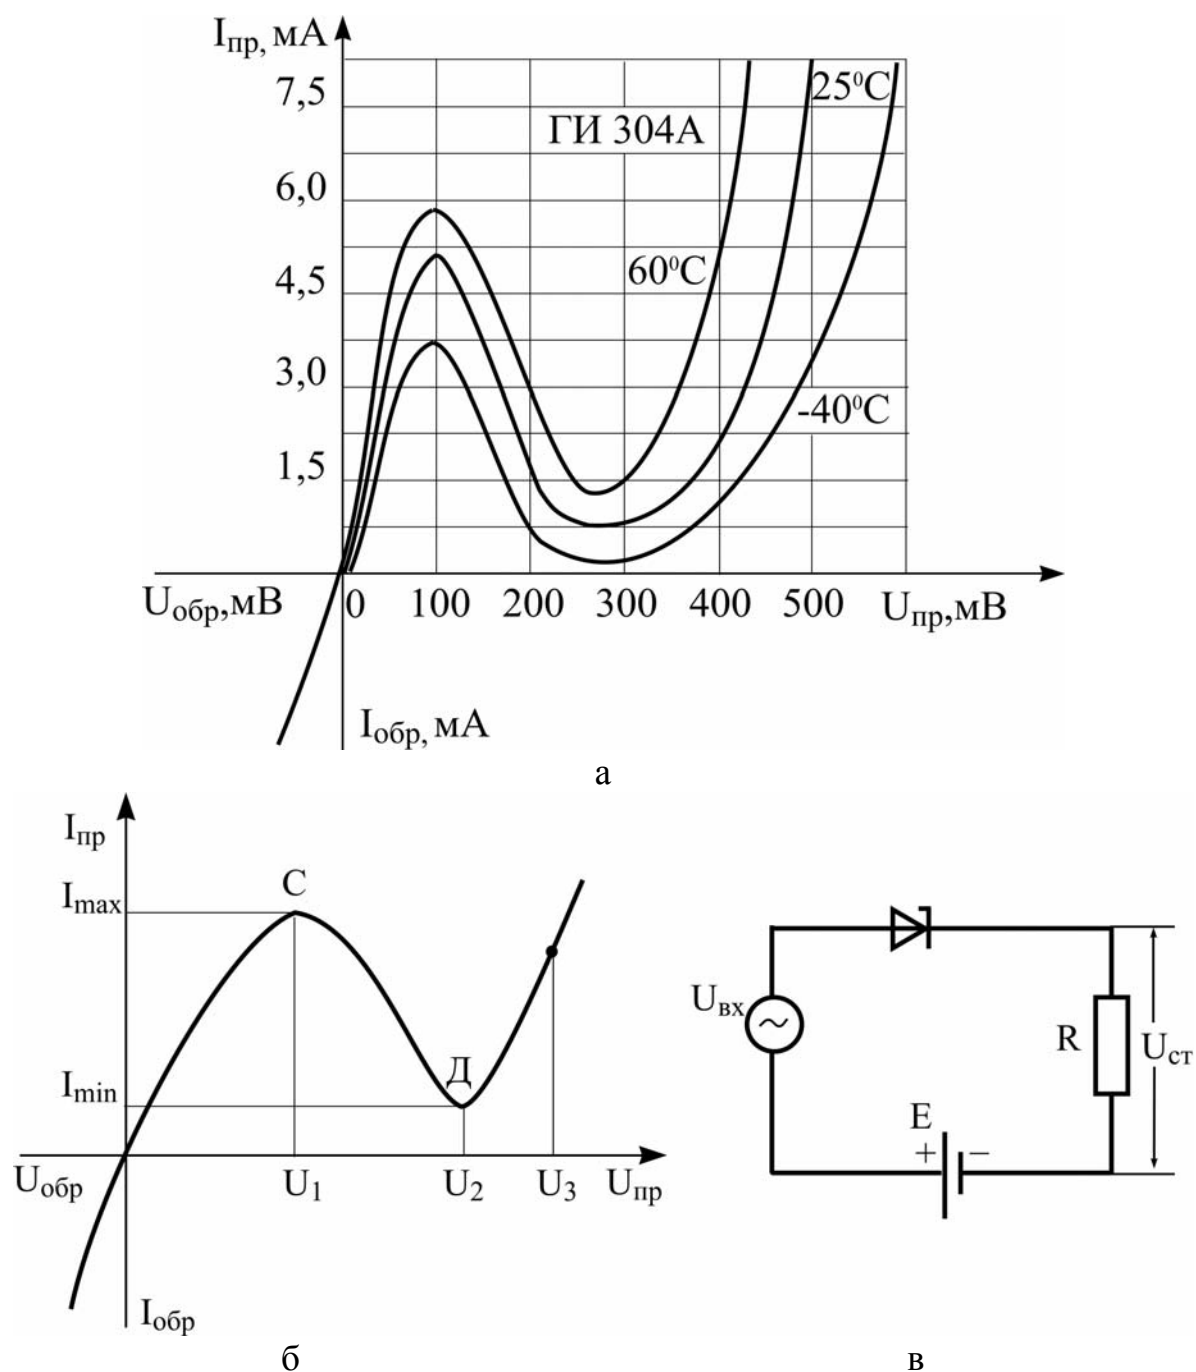 Iпр, мА
7,5
25⁰С
ГИ 304А
6,0
60⁰С
4,5
3,0
-40⁰С
1,5
Uобр,мВ 0 100 200 300 400 500 Uпр,мВ
Iобр, мА
а
Iпр
Imax
С
Imin
Д
Uобр U1 U2 U3 Uпр
Iобр
б
Uвх
R
Uст
E
+ −
в